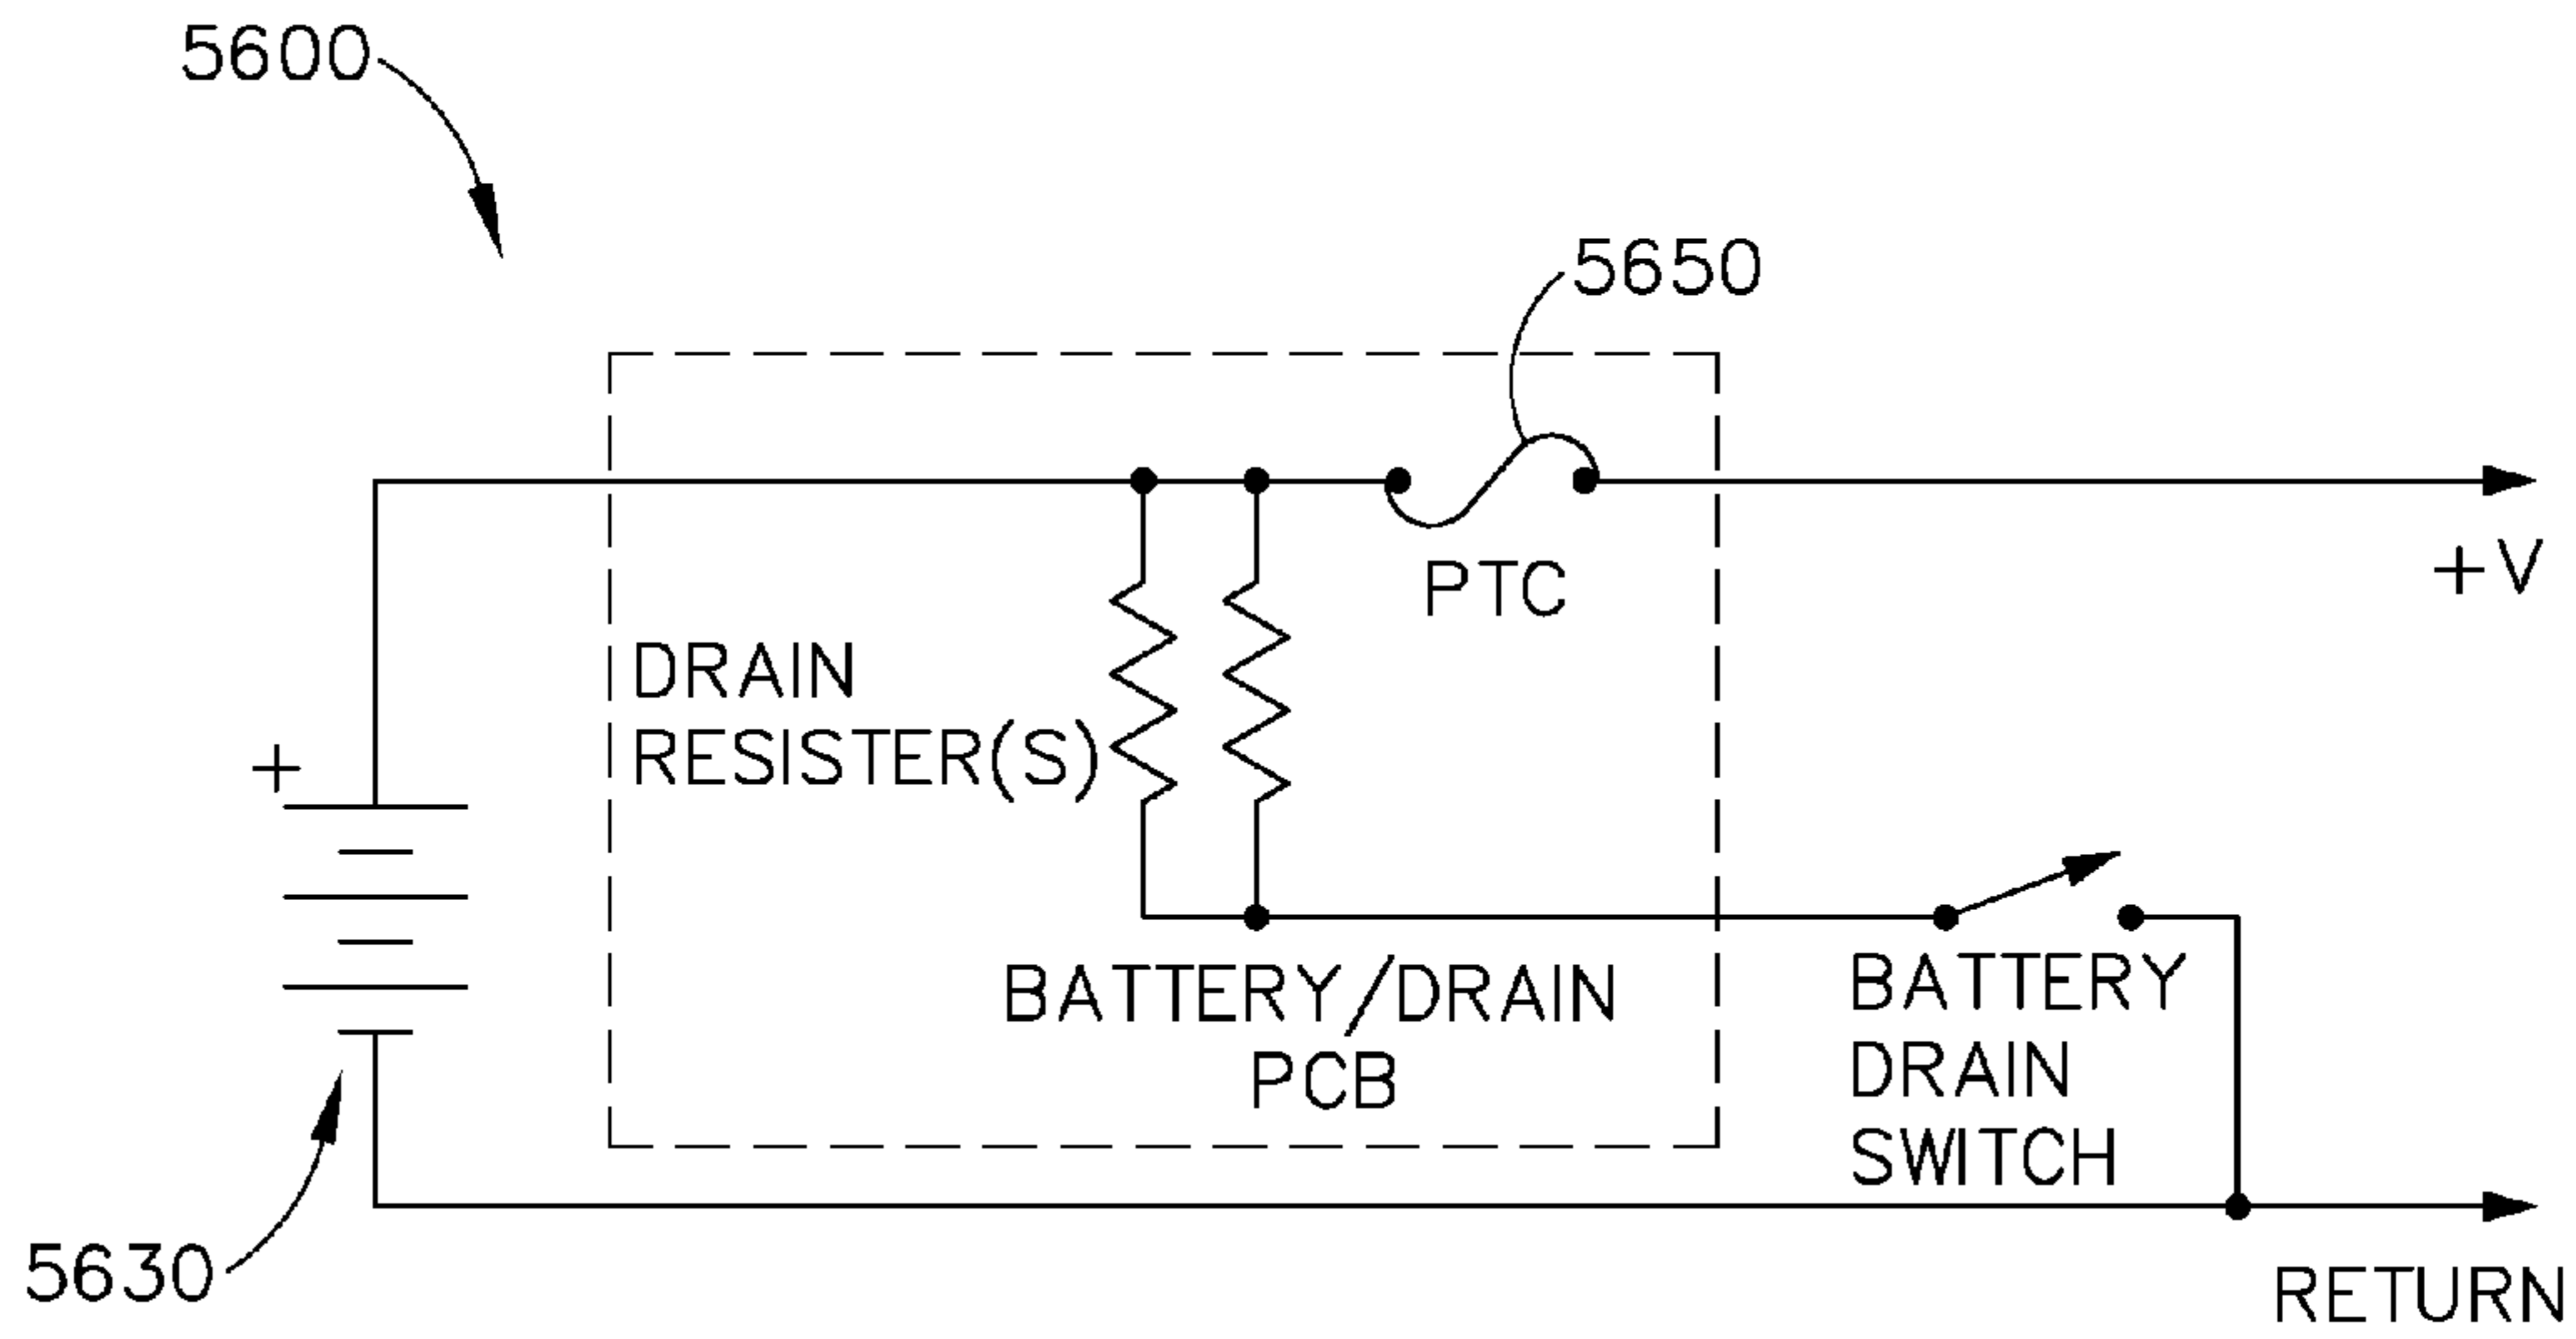 5600
5650
+V
PTC
DRAIN
RESISTER(S)
+
BATTERY/DRAIN
PCB
BATTERY
DRAIN
SWITCH
5630
RETURN